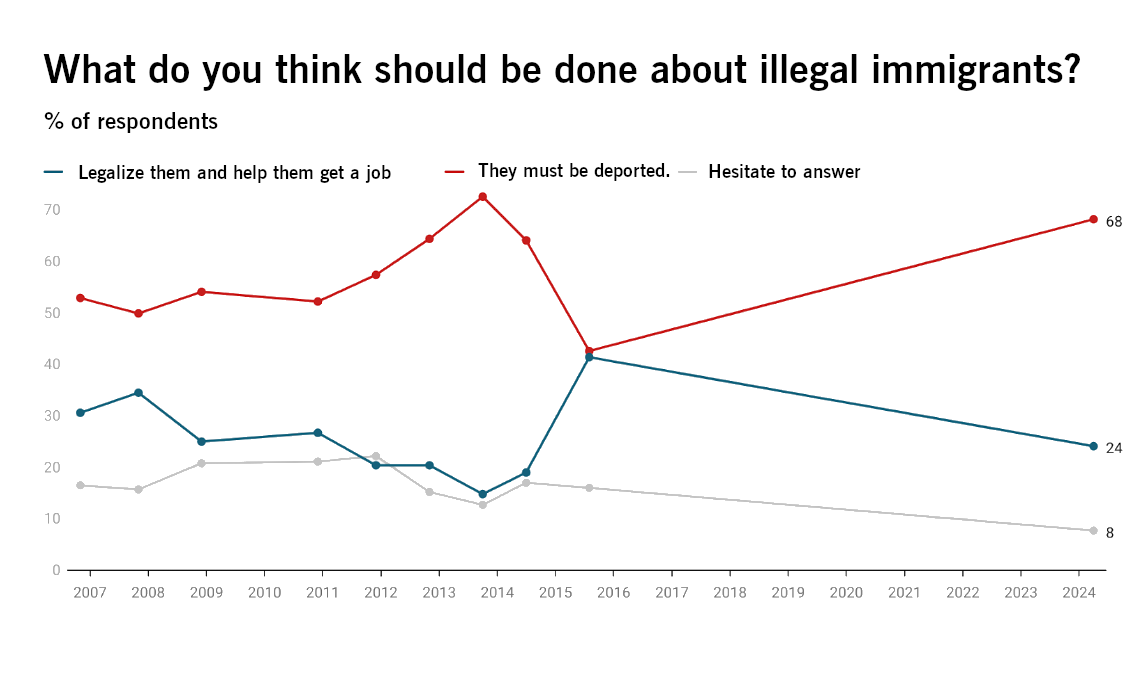 What do you think should be done about illegal immigrants?
% of respondents
Legalize them and help them get a job They must be deported. Hesitate to answer
70
68
60
50
40
30
24
20
10
8
0
2007 2008 2009 2010 2011 2012 2013 2014 2015 2016 2017 2018 2019 2020 2021 2022 2023 2024